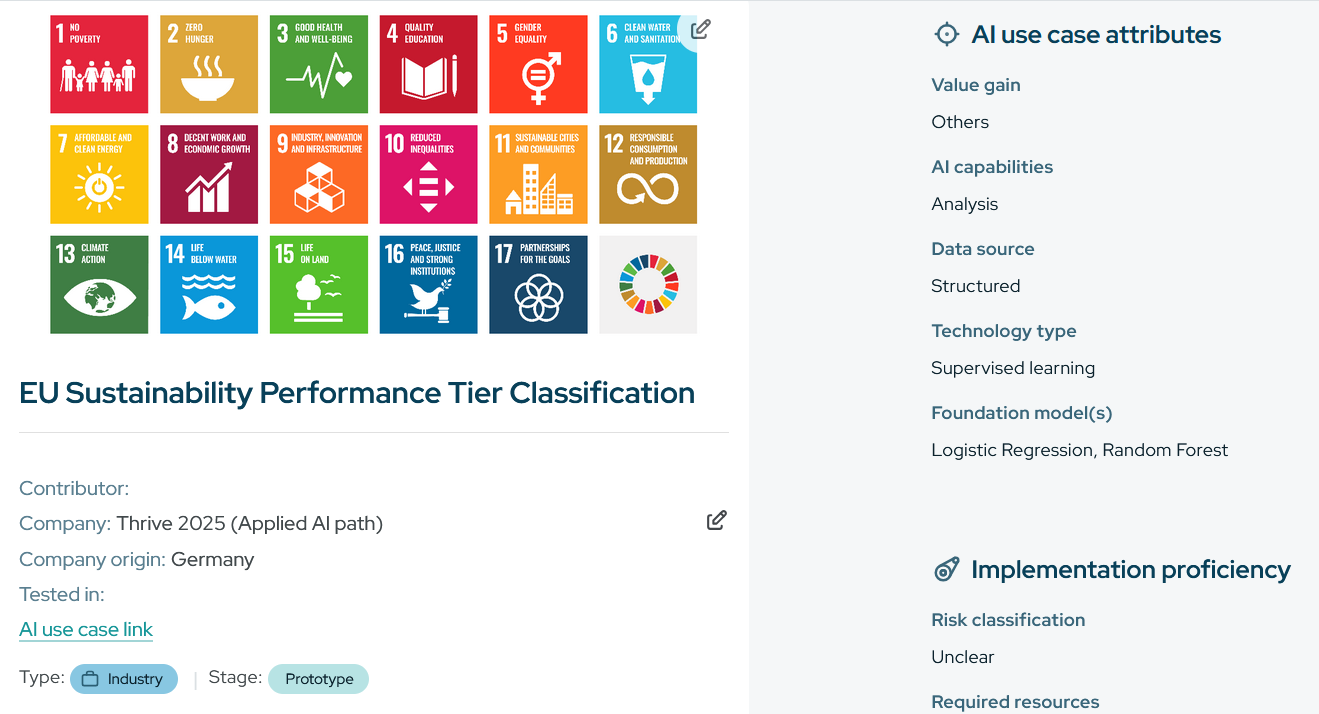 1 NO
POVERTY
2 ZERO
HUNGER
3 GOOD HEALTH
AND WELL-BEING
4 QUALITY
EDUCATION
5 GENDER
EQUALITY
6 CLEAN WATER
AND SANITATION
7 AFFORDABLE AND
CLEAN ENERGY
8 DECENT WORK AND
ECONOMIC GROWTH
9 INDUSTRY, INNOVATION
AND INFRASTRUCTURE
10 REDUCED
INEQUALITIES
11 SUSTAINABLE CITIES
AND COMMUNITIES
12 RESPONSIBLE
CONSUMPTION
AND PRODUCTION
13 CLIMATE
ACTION
14 LIFE
BELOW WATER
15 LIFE
ON LAND
16 PEACE, JUSTICE
AND STRONG
INSTITUTIONS
17 PARTNERSHIPS
FOR THE GOALS
EU Sustainability Performance Tier Classification
Contributor:
Company: Thrive 2025 (Applied AI path)
Company origin: Germany
Tested in:
AI use case link
Type: Industry | Stage: Prototype
AI use case attributes
Value gain
Others
AI capabilities
Analysis
Data source
Structured
Technology type
Supervised learning
Foundation model(s)
Logistic Regression, Random Forest
Implementation proficiency
Risk classification
Unclear
Required resources